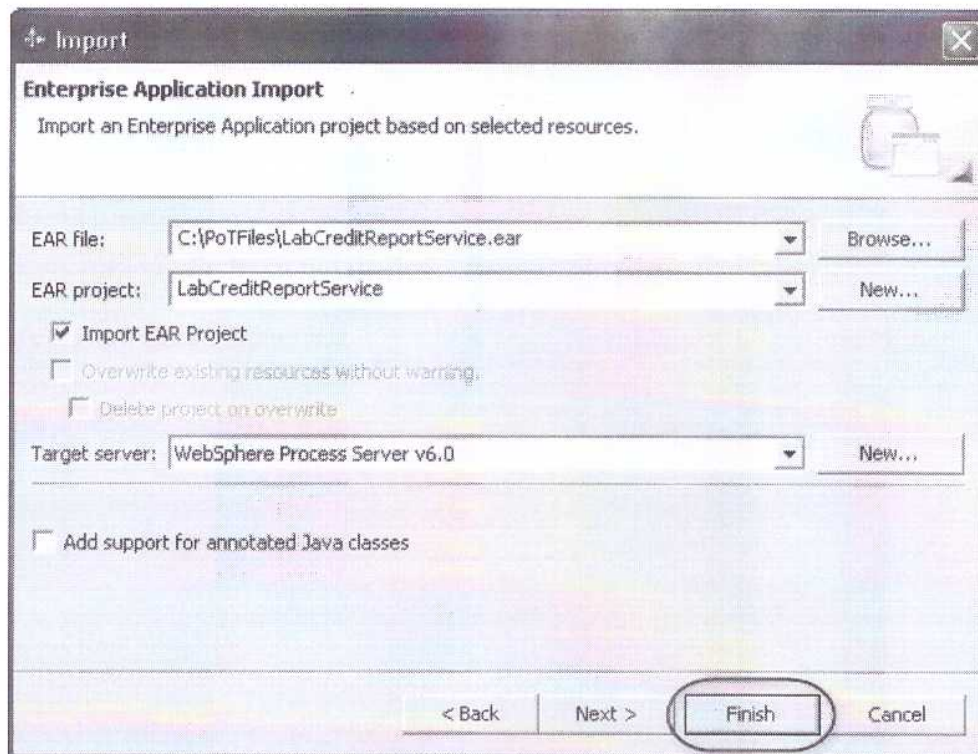 Import
Enterprise Application Import
Import an Enterprise Application project based on selected resources.
EAR file: C:\PoTFiles\LabCreditReportService.ear Browse...
EAR project: LabCreditReportService New...
Import EAR Project
Overwrite existing resources without warning.
Delete project on overwrite
Target server: WebSphere Process Server v6.0 New...
Add support for annotated Java classes
< Back Next > Finish Cancel